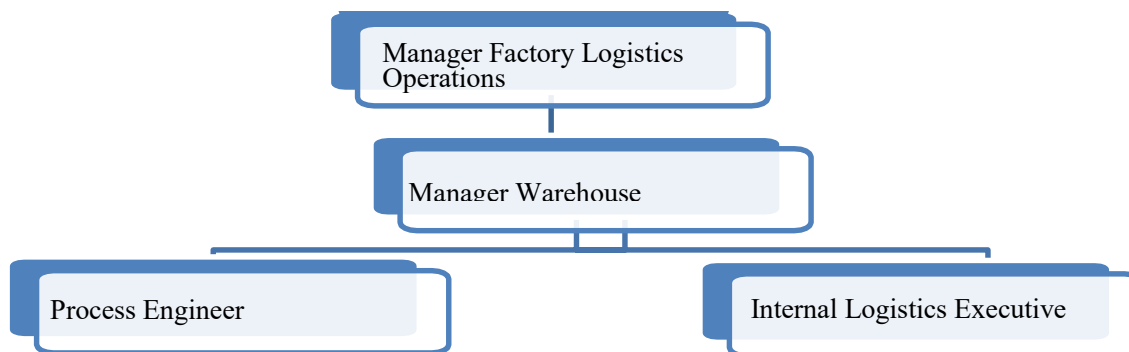 Manager Factory Logistics
Operations
Manager Warehouse
Process Engineer
Internal Logistics Executive